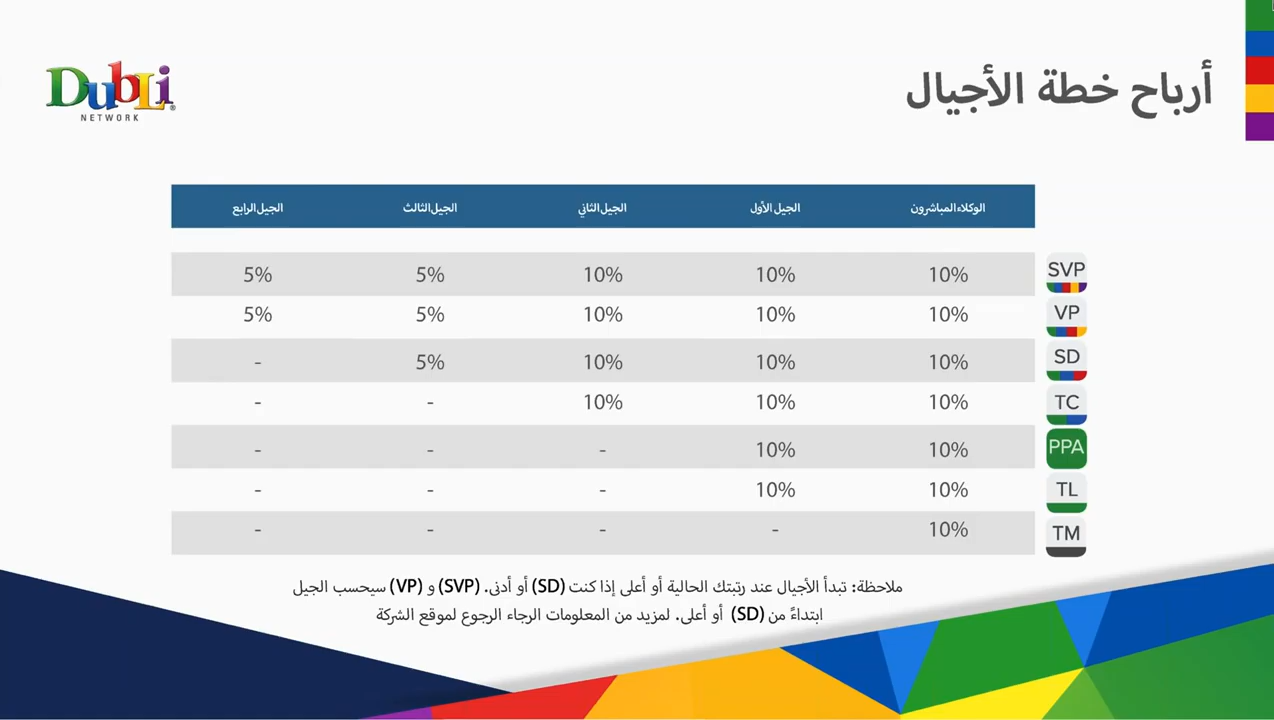 أرباح خطة الأجيال
DubLi
NETWORK
الوكلاء المباشرون الجيل الأول الجيل الثاني الجيل الثالث الجيل الرابع
SVP 10% 10% 10% 5% 5%
VP 10% 10% 10% 5% 5%
SD 10% 10% 10% 5% -
TC 10% 10% 10% - -
PPA 10% 10% - - -
TL 10% 10% - - -
TM 10% - - - -
ملاحظة: تبدأ الأجيال عند رتبتك الحالية أو أعلى إذا كنت (SD) أو أدنى. (SVP) و (VP) سيحسب الجيل
ابتداءً من (SD) أو أعلى. لمزيد من المعلومات الرجاء الرجوع لموقع الشركة